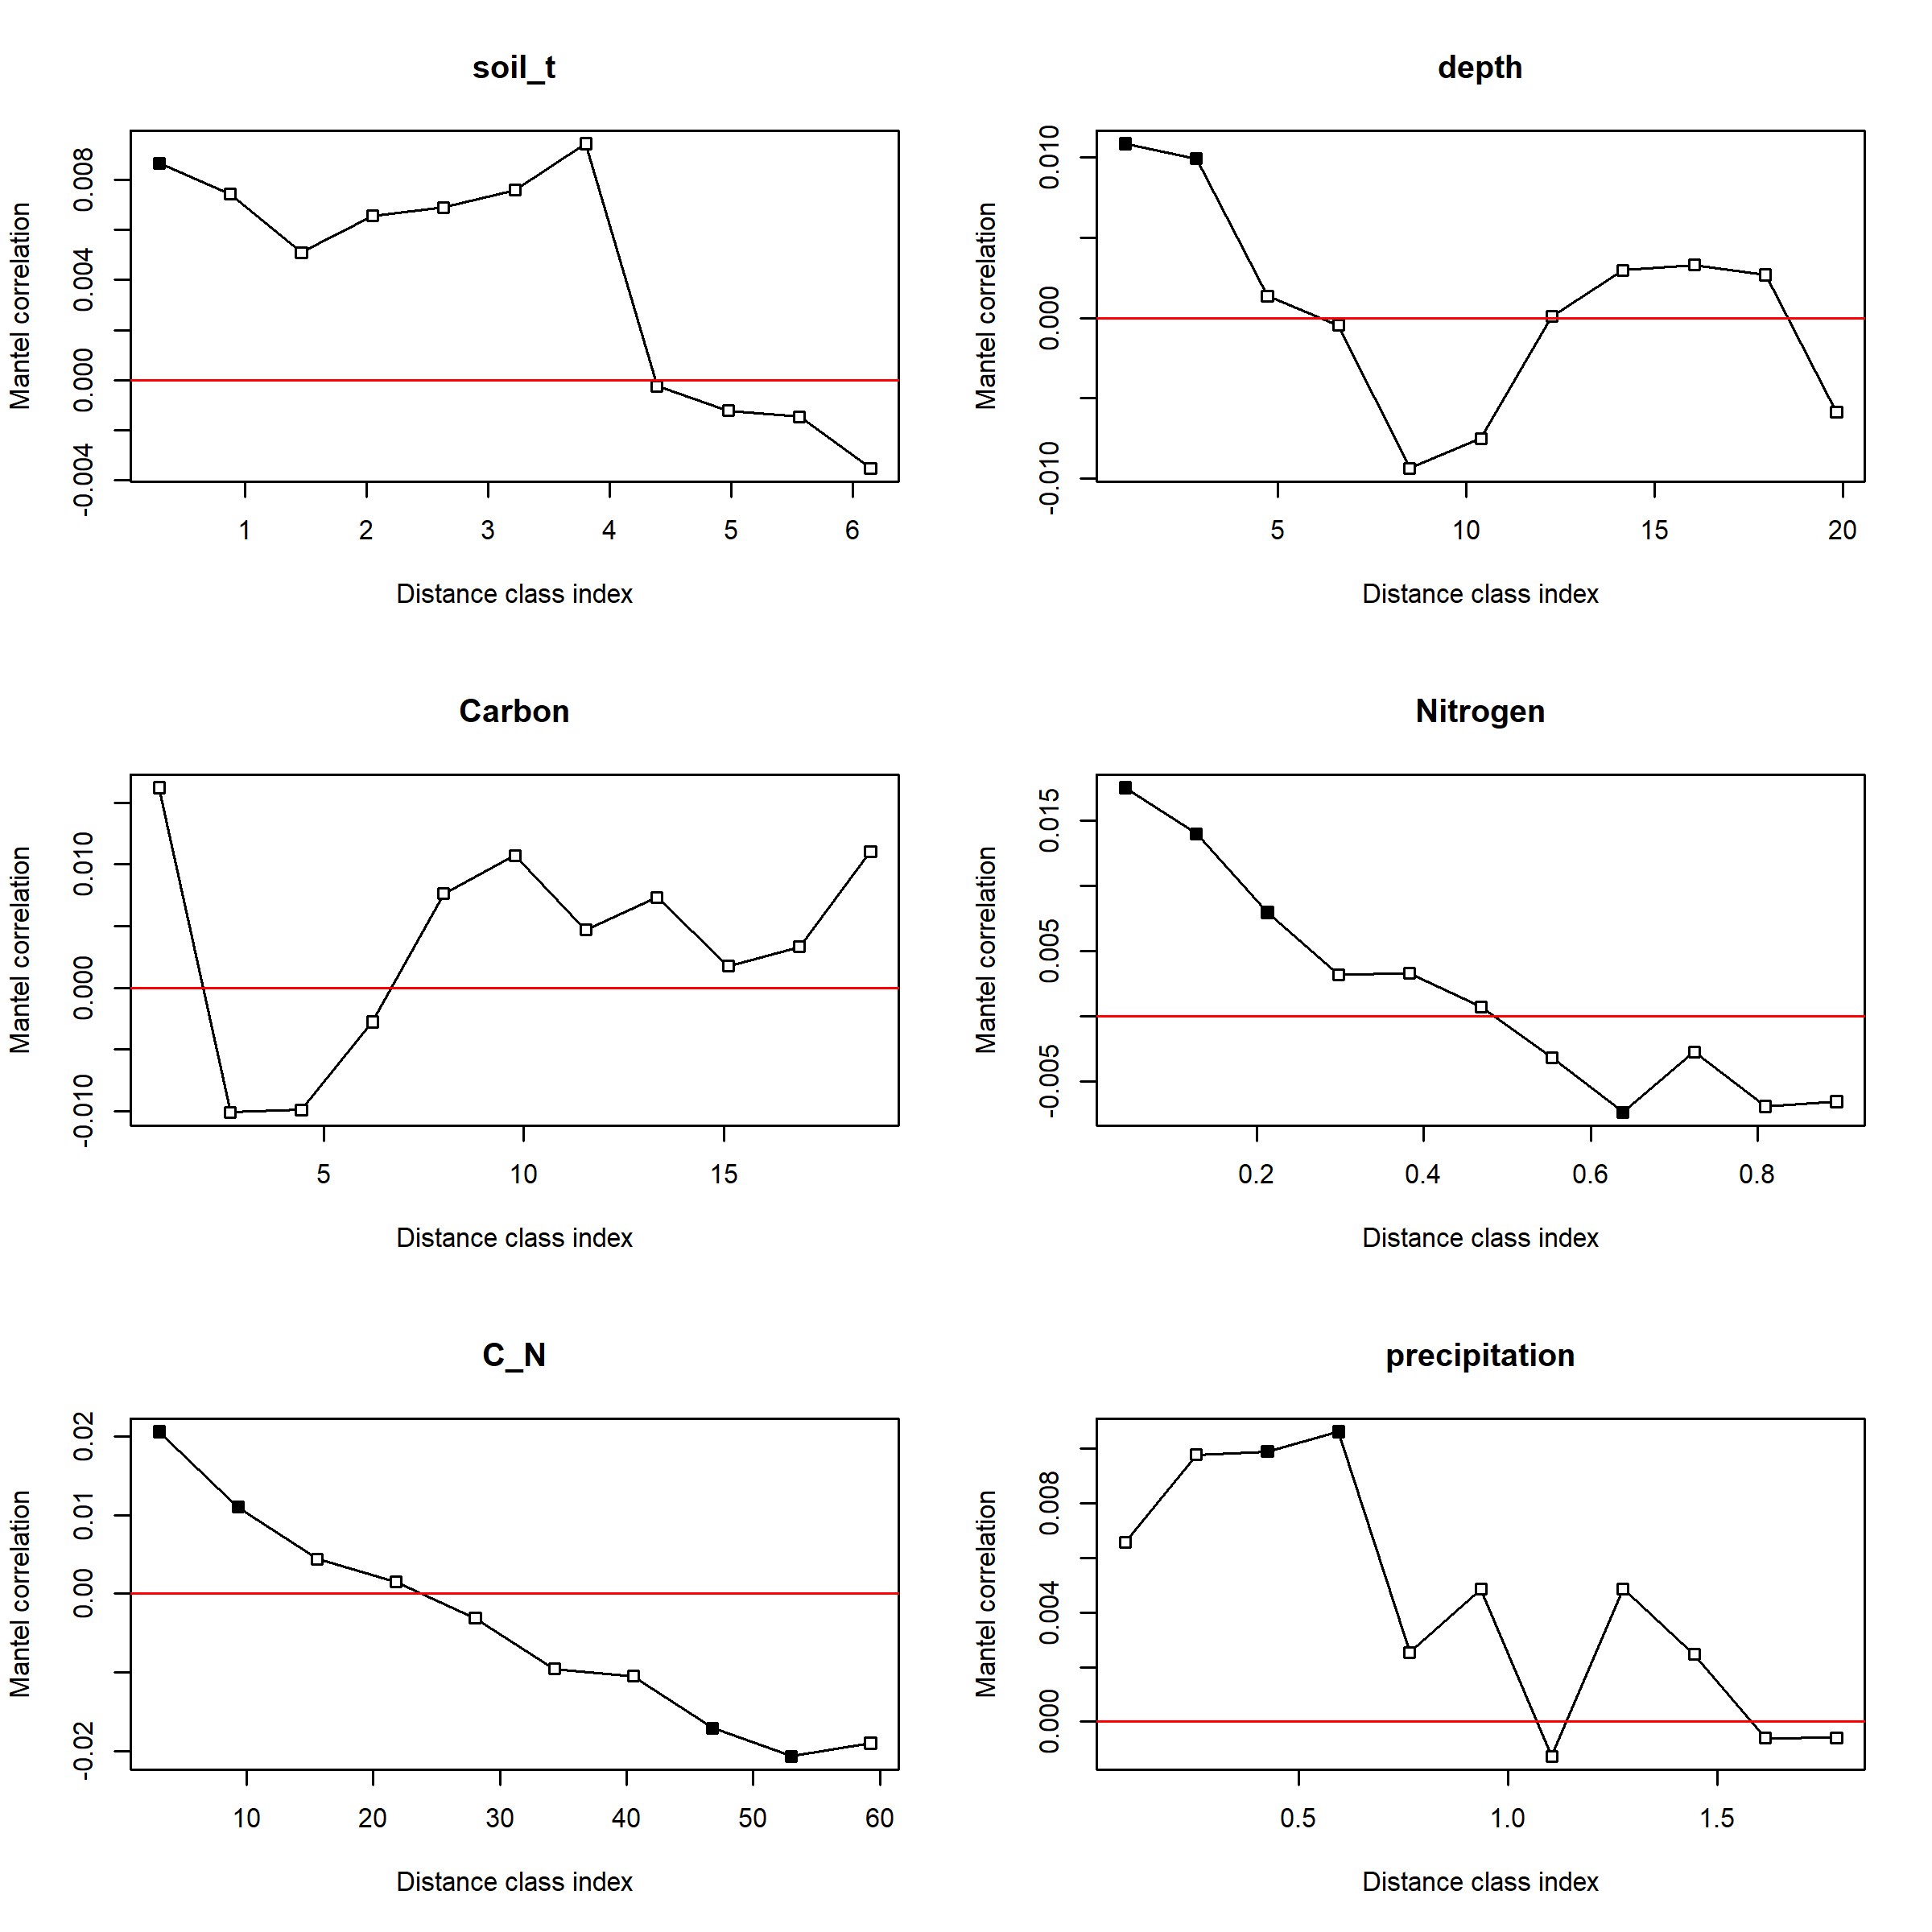 soil_t
Mantel correlation
0.008
0.004
0.000
-0.004
1 2 3 4 5 6
Distance class index
depth
Mantel correlation
0.010
0.000
-0.010
5 10 15 20
Distance class index
Carbon
Mantel correlation
0.010
0.000
-0.010
5 10 15
Distance class index
Nitrogen
Mantel correlation
0.015
0.005
-0.005
0.2 0.4 0.6 0.8
Distance class index
C_N
Mantel correlation
0.02
0.01
0.00
-0.02
10 20 30 40 50 60
Distance class index
precipitation
Mantel correlation
0.008
0.004
0.000
0.5 1.0 1.5
Distance class index